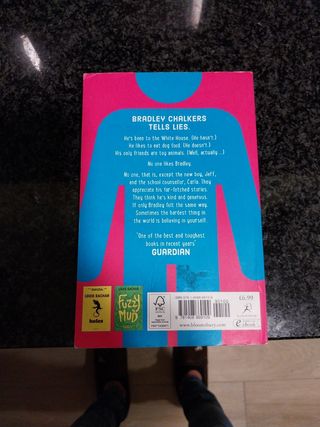 BRADLEY CHALKERS
TELLS LIES.
He's been to the White House. (He hasn't.)
He likes to eat dog food. (He doesn't.)
His only friends are toy animals. (Well, actually...)
No one likes Bradley.
No one, that is, except the new boy, Jeff,
and the school counsellor, Carla. They
appreciate his far-fetched stories.
They think he's kind and generous.
If only Bradley felt the same way.
Sometimes the hardest thing in
the world is believing in yourself.
'One of the best and toughest
books in recent years'
GUARDIAN
LOUIS SACHAR
holes
LOUIS SACHAR
FUZZY
MUD
FSC
£6.99
www.bloomsbury.com